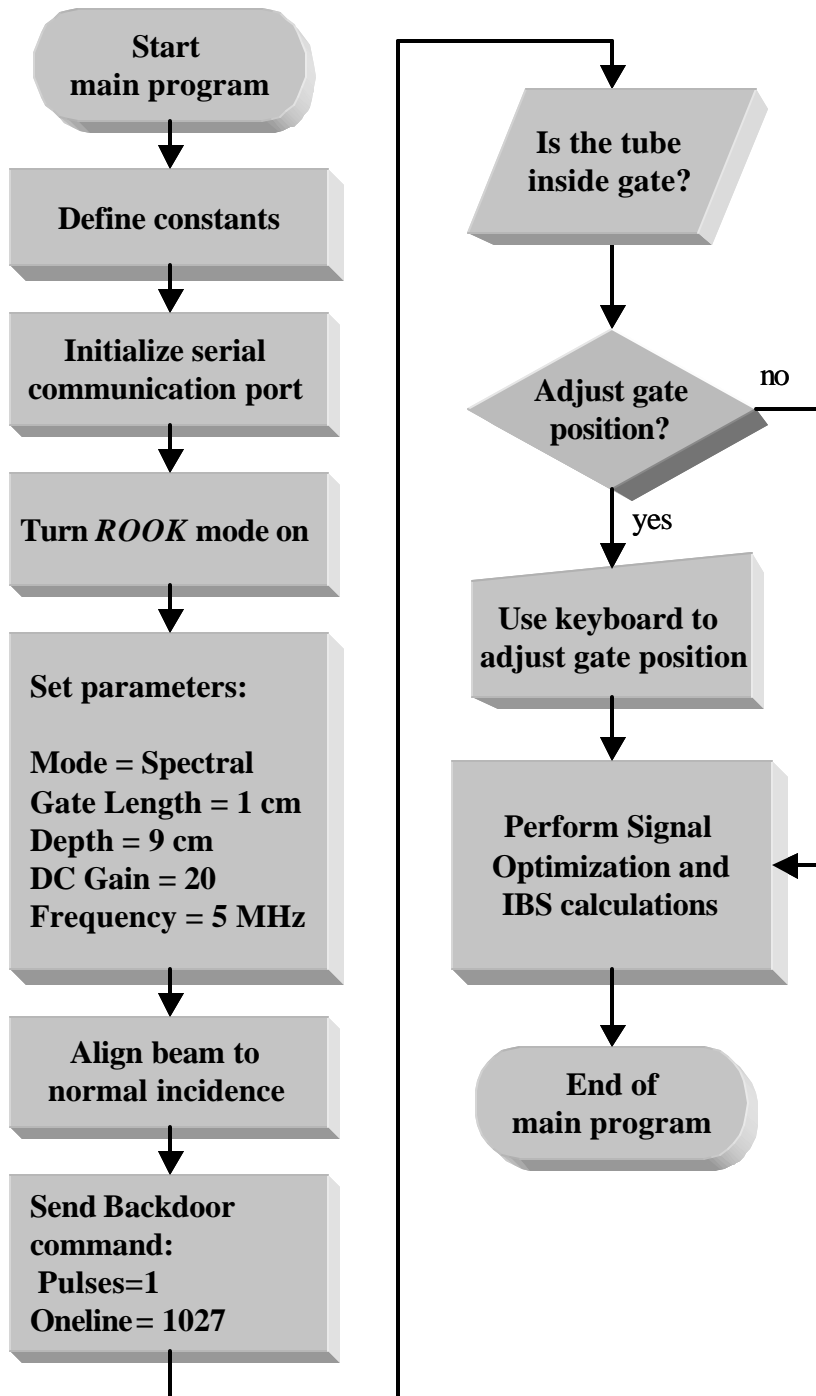 Start
main program
Define constants
Initialize serial
communication port
Turn ROOK mode on
Set parameters:
Mode = Spectral
Gate Length = 1 cm
Depth = 9 cm
DC Gain = 20
Frequency = 5 MHz
Align beam to
normal incidence
Send Backdoor
command:
Pulses=1
Oneline = 1027
Is the tube
inside gate?
Adjust gate
position?
no
yes
Use keyboard to
adjust gate position
Perform Signal
Optimization and
IBS calculations
End of
main program